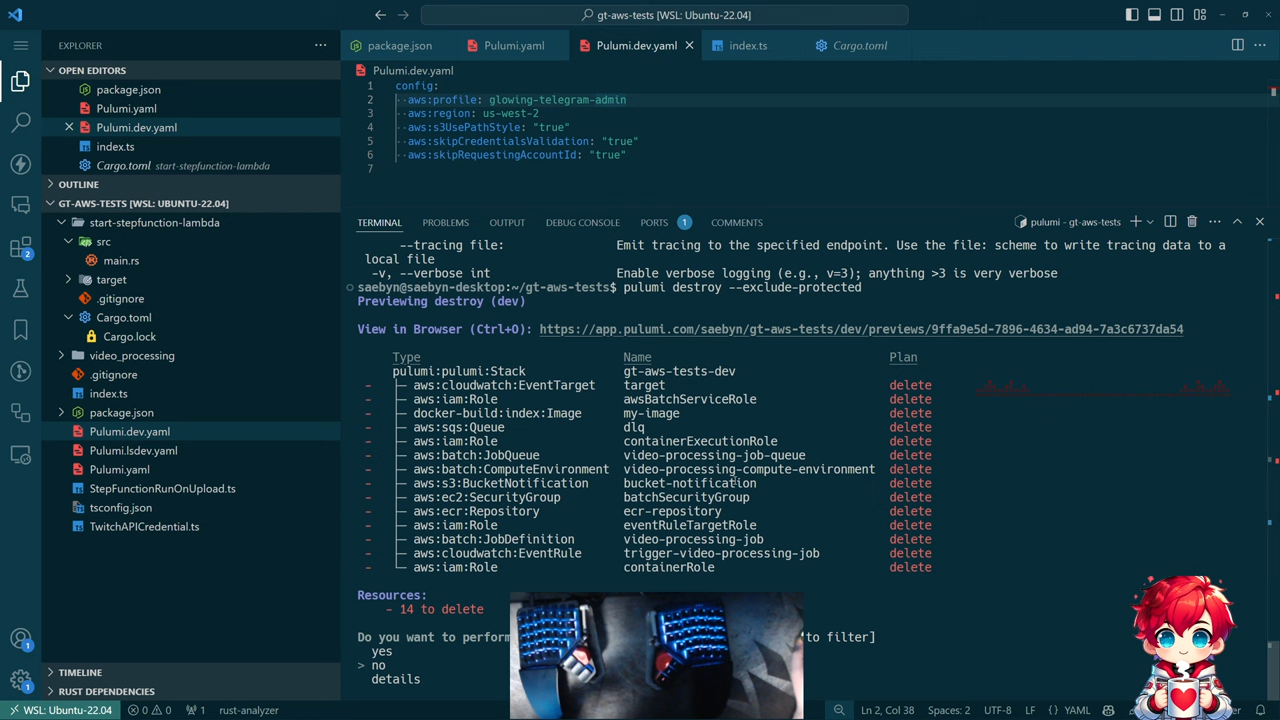 gt-aws-tests [WSL: Ubuntu-22.04]
EXPLORER
OPEN EDITORS
package.json
Pulumi.yaml
Pulumi.dev.yaml
index.ts
Cargo.toml start-stepfunction-lambda
OUTLINE
GT-AWS-TESTS [WSL: UBUNTU-22.04]
start-stepfunction-lambda
src
main.rs
target
.gitignore
Cargo.toml
Cargo.lock
video_processing
.gitignore
index.ts
package.json
Pulumi.dev.yaml
Pulumi.lsdev.yaml
Pulumi.yaml
StepFunctionRunOnUpload.ts
tsconfig.json
TwitchAPICredential.ts
TIMELINE
RUST DEPENDENCIES
package.json
Pulumi.yaml
Pulumi.dev.yaml
index.ts
Cargo.toml
Pulumi.dev.yaml
1 config:
2 aws:profile: glowing-telegram-admin
3 aws:region: us-west-2
4 aws:s3UsePathStyle: "true"
5 aws:skipCredentialsValidation: "true"
6 aws:skipRequestingAccountId: "true"
7
TERMINAL PROBLEMS OUTPUT DEBUG CONSOLE PORTS 1 COMMENTS
pulumi - gt-aws-tests
--tracing file: Emit tracing to the specified endpoint. Use the file: scheme to write tracing data to a
local file
-v, --verbose int Enable verbose logging (e.g., v=3); anything >3 is very verbose
saebyn@saebyn-desktop:~/gt-aws-tests$ pulumi destroy --exclude-protected
Previewing destroy (dev)
View in Browser (Ctrl+O): https://app.pulumi.com/saebyn/gt-aws-tests/dev/previews/9ffa9e5d-7896-4634-ad94-7a3c6737da54
Type Name Plan
pulumi:pulumi:Stack gt-aws-tests-dev
- ├─ aws:cloudwatch:EventTarget target delete
- ├─ aws:iam:Role awsBatchServiceRole delete
- ├─ docker-build:index:Image my-image delete
- ├─ aws:sqs:Queue dlq delete
- ├─ aws:iam:Role containerExecutionRole delete
- ├─ aws:batch:JobQueue video-processing-job-queue delete
- ├─ aws:batch:ComputeEnvironment video-processing-compute-environment delete
- ├─ aws:s3:BucketNotification bucket-notification delete
- ├─ aws:ec2:SecurityGroup batchSecurityGroup delete
- ├─ aws:ecr:Repository ecr-repository delete
- ├─ aws:iam:Role eventRuleTargetRole delete
- ├─ aws:batch:JobDefinition video-processing-job delete
- ├─ aws:cloudwatch:EventRule trigger-video-processing-job delete
- └─ aws:iam:Role containerRole delete
Resources:
- 14 to delete
Do you want to perform to filter]
yes
> no
details
WSL: Ubuntu-22.04 0 0 1 rust-analyzer
Ln 2, Col 38 Spaces: 2 UTF-8 LF YAML